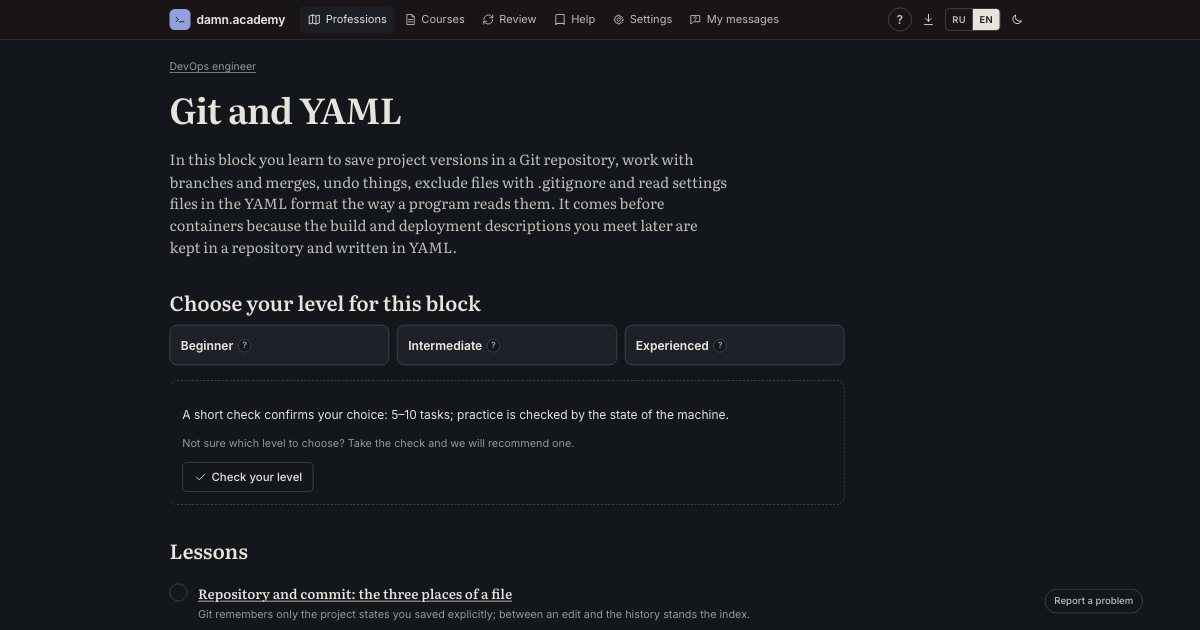 damn.academy
Professions
Courses
Review
Help
Settings
My messages
?
RU
EN
DevOps engineer
Git and YAML
In this block you learn to save project versions in a Git repository, work with
branches and merges, undo things, exclude files with .gitignore and read settings
files in the YAML format the way a program reads them. It comes before
containers because the build and deployment descriptions you meet later are
kept in a repository and written in YAML.
Choose your level for this block
Beginner ?
Intermediate ?
Experienced ?
A short check confirms your choice: 5–10 tasks; practice is checked by the state of the machine.
Not sure which level to choose? Take the check and we will recommend one.
Check your level
Lessons
Repository and commit: the three places of a file
Git remembers only the project states you saved explicitly; between an edit and the history stands the index.
Report a problem